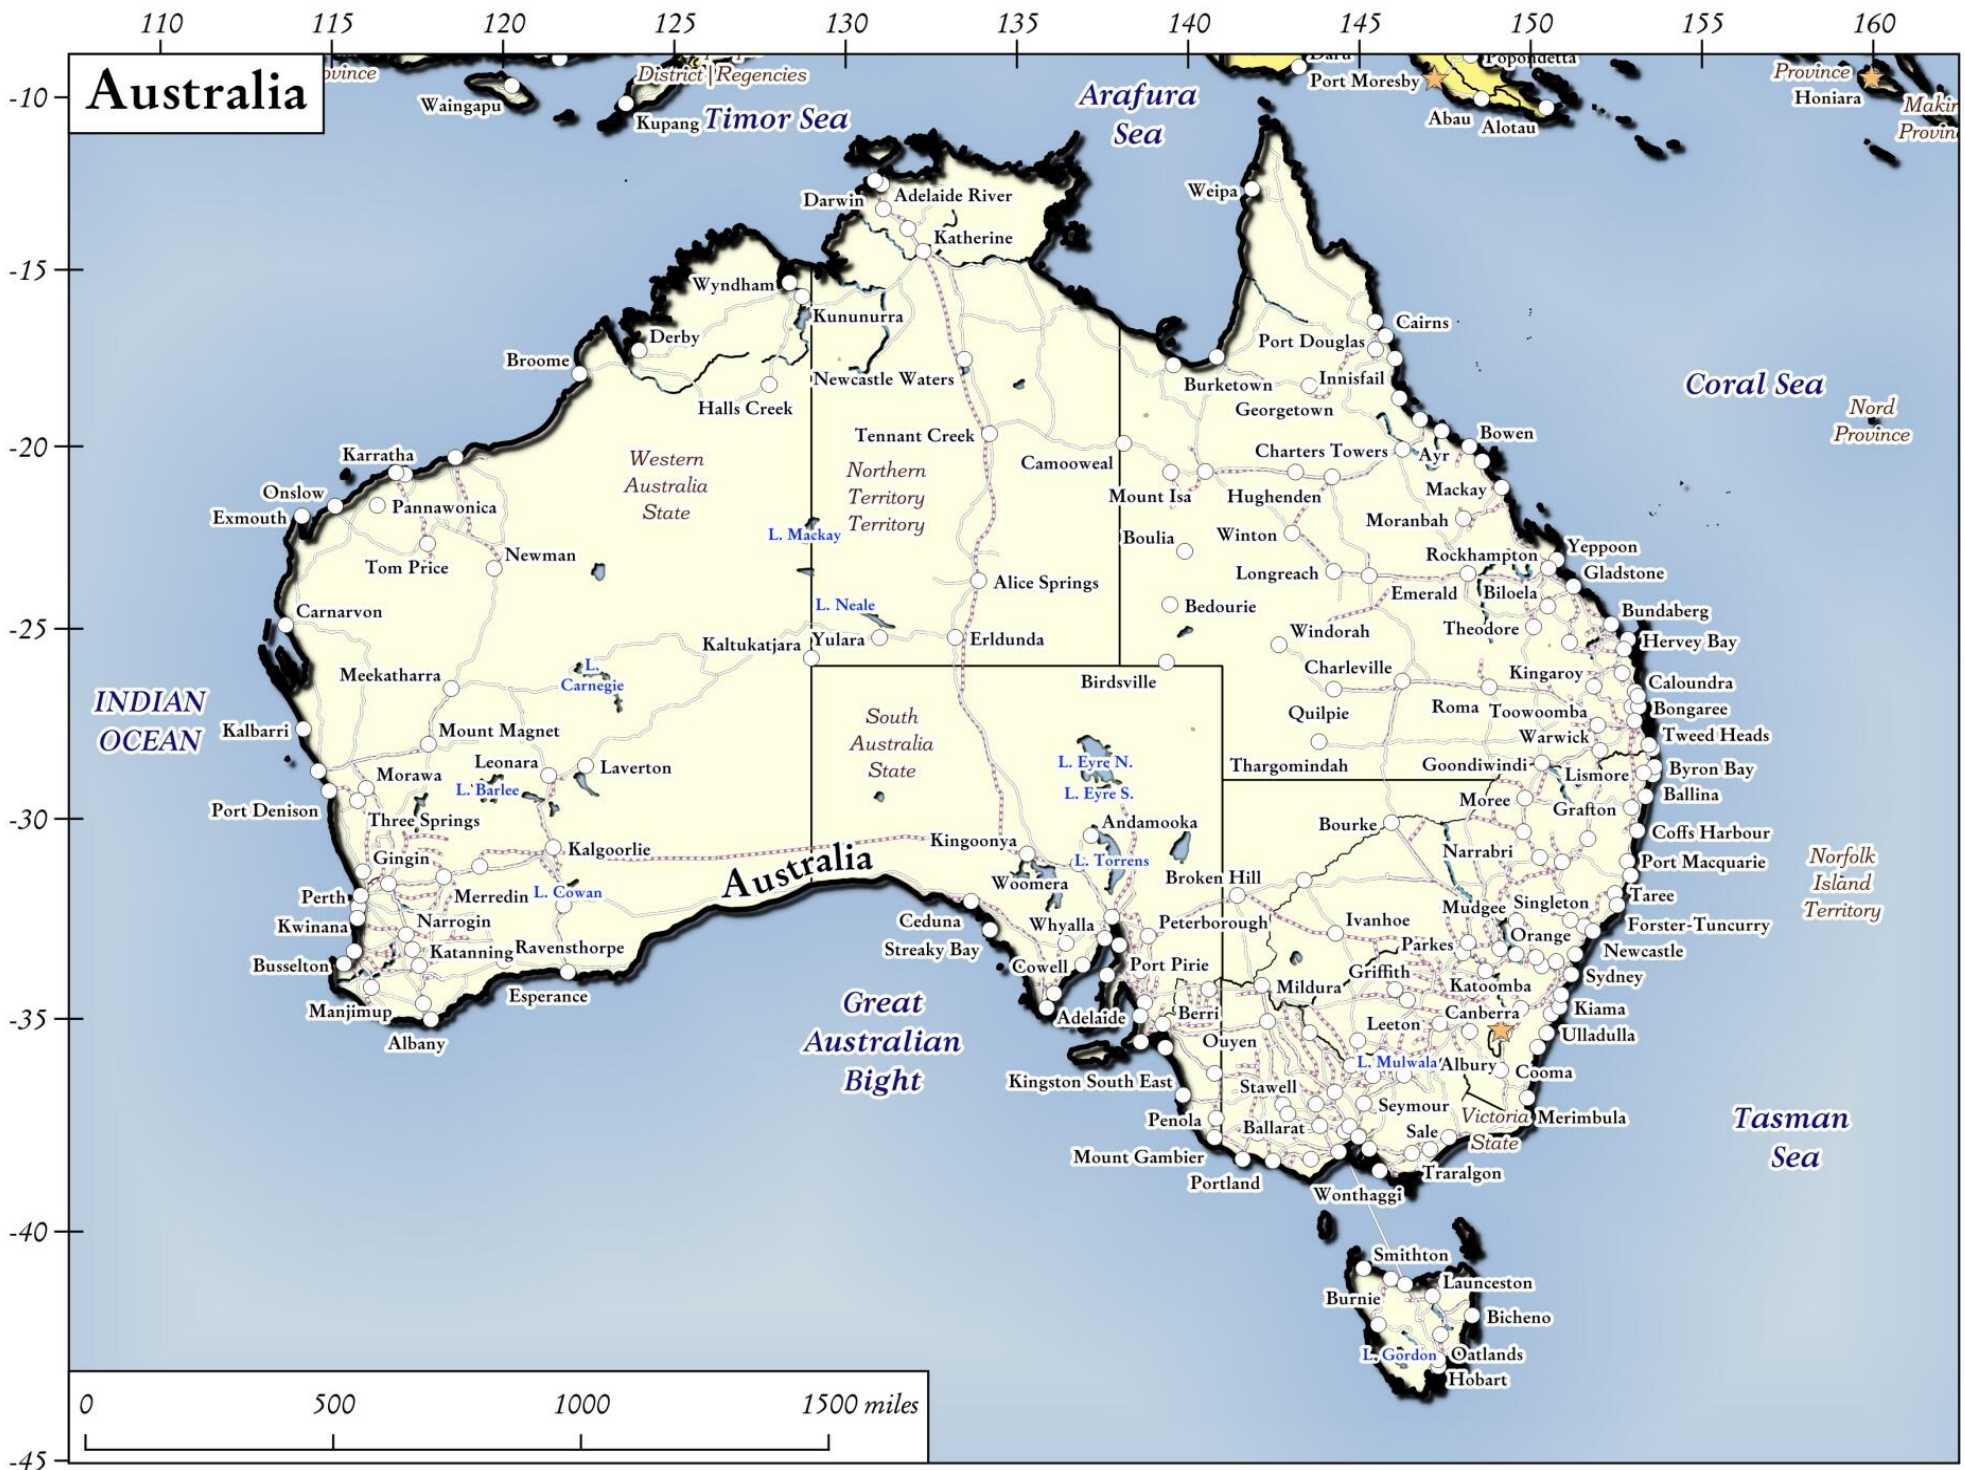 110
115
120
125
130
135
140
145
150
155
160
Australia
-10
-15
-20
-25
-30
-35
-40
-45
ovince
District|Regencies
Waingapu
Kupang
Timor Sea
Arafura
Sea
Daru
Port Moresby
Popondetta
Abau
Alotau
Province
Honiara
Makir
Provin
Darwin
Adelaide River
Weipa
Katherine
Wyndham
Kununurra
Derby
Broome
Halls Creek
Newcastle Waters
Cairns
Port Douglas
Innisfail
Burketown
Georgetown
Coral Sea
Nord
Province
Tennant Creek
Camooweal
Charters Towers
Ayr
Bowen
Karratha
Onslow
Exmouth
Pannawonica
Western
Australia
State
Northern
Territory
Territory
Mount Isa
Hughenden
Mackay
L. Mackay
Boulia
Winton
Moranbah
Tom Price
Newman
Rockhampton
Yeppoon
Gladstone
Alice Springs
Longreach
Emerald
Biloela
Carnarvon
L. Neale
Bedourie
Bundaberg
Kaltukatjara
Yulara
Erldunda
Windorah
Theodore
Hervey Bay
Meekatharra
L.
Carnegie
Birdsville
Charleville
Kingaroy
Caloundra
INDIAN
OCEAN
Kalbarri
Mount Magnet
South
Australia
State
Quilpie
Roma
Toowoomba
Bongaree
Warwick
Tweed Heads
Leonara
Laverton
L. Eyre N.
Thargomindah
Goondiwindi
Lismore
Byron Bay
Morawa
L. Barlee
L. Eyre S.
Moree
Grafton
Ballina
Port Denison
Three Springs
Andamooka
Bourke
Coffs Harbour
Kingoonya
Gingin
Kalgoorlie
Australia
L. Torrens
Narrabri
Port Macquarie
Norfolk
Island
Territory
Perth
Merredin
L. Cowan
Woomera
Broken Hill
Mudgee
Singleton
Taree
Kwinana
Narrogin
Ceduna
Whyalla
Peterborough
Ivanhoe
Forster-Tuncurry
Busselton
Katanning
Ravensthorpe
Streaky Bay
Parkes
Orange
Newcastle
Cowell
Port Pirie
Griffith
Sydney
Manjimup
Esperance
Great
Australian
Bight
Mildura
Katoomba
Albany
Adelaide
Berri
Leeton
Canberra
Kiama
Ouyen
Ulladulla
L. Mulwala
Albury
Cooma
Kingston South East
Stawell
Seymour
Victoria
State
Merimbula
Penola
Ballarat
Sale
Tasman
Sea
Mount Gambier
Traralgon
Portland
Wonthaggi
Smithton
Launceston
Burnie
Bicheno
L. Gordon
Oatlands
Hobart
0
500
1000
1500 miles